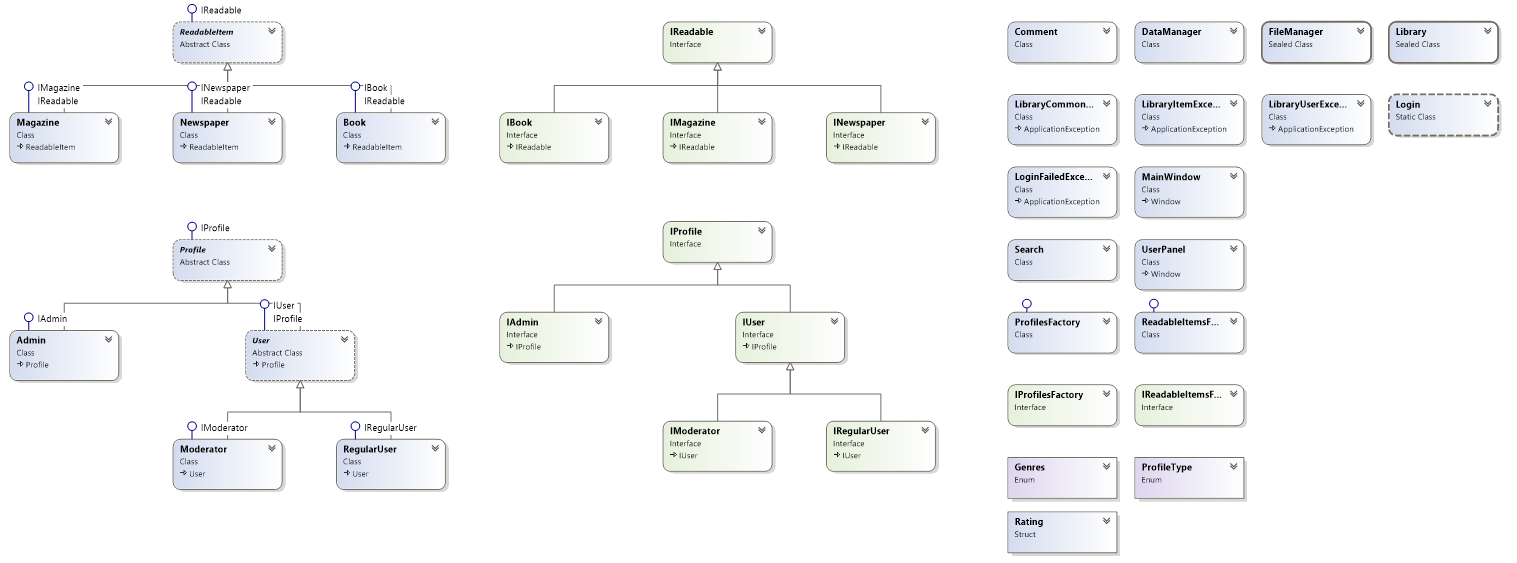 IReadable
ReadableItem
Abstract Class
IMagazine
IReadable
Magazine
Class
ReadableItem
INewspaper
IReadable
Newspaper
Class
ReadableItem
IBook
IReadable
Book
Class
ReadableItem
IProfile
Profile
Abstract Class
IAdmin
Admin
Class
Profile
IUser
IProfile
User
Abstract Class
Profile
IModerator
Moderator
Class
User
IRegularUser
RegularUser
Class
User
IReadable
Interface
IBook
Interface
IReadable
IMagazine
Interface
IReadable
INewspaper
Interface
IReadable
IProfile
Interface
IAdmin
Interface
IProfile
IUser
Interface
IProfile
IModerator
Interface
IUser
IRegularUser
Interface
IUser
Comment
Class
DataManager
Class
FileManager
Sealed Class
Library
Sealed Class
LibraryCommon...
Class
ApplicationException
LibraryItemExce...
Class
ApplicationException
LibraryUserExce...
Class
ApplicationException
Login
Static Class
LoginFailedExce...
Class
ApplicationException
MainWindow
Class
Window
Search
Class
UserPanel
Class
Window
ProfilesFactory
Class
ReadableItemsF...
Class
IProfilesFactory
Interface
IReadableItemsF...
Interface
Genres
Enum
ProfileType
Enum
Rating
Struct